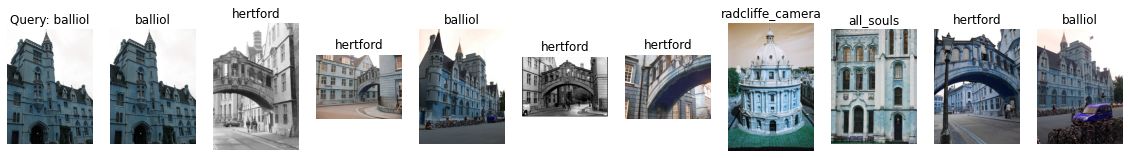 Query: balliol
balliol
hertford
hertford
balliol
hertford
hertford
radcliffe_camera
all_souls
hertford
balliol